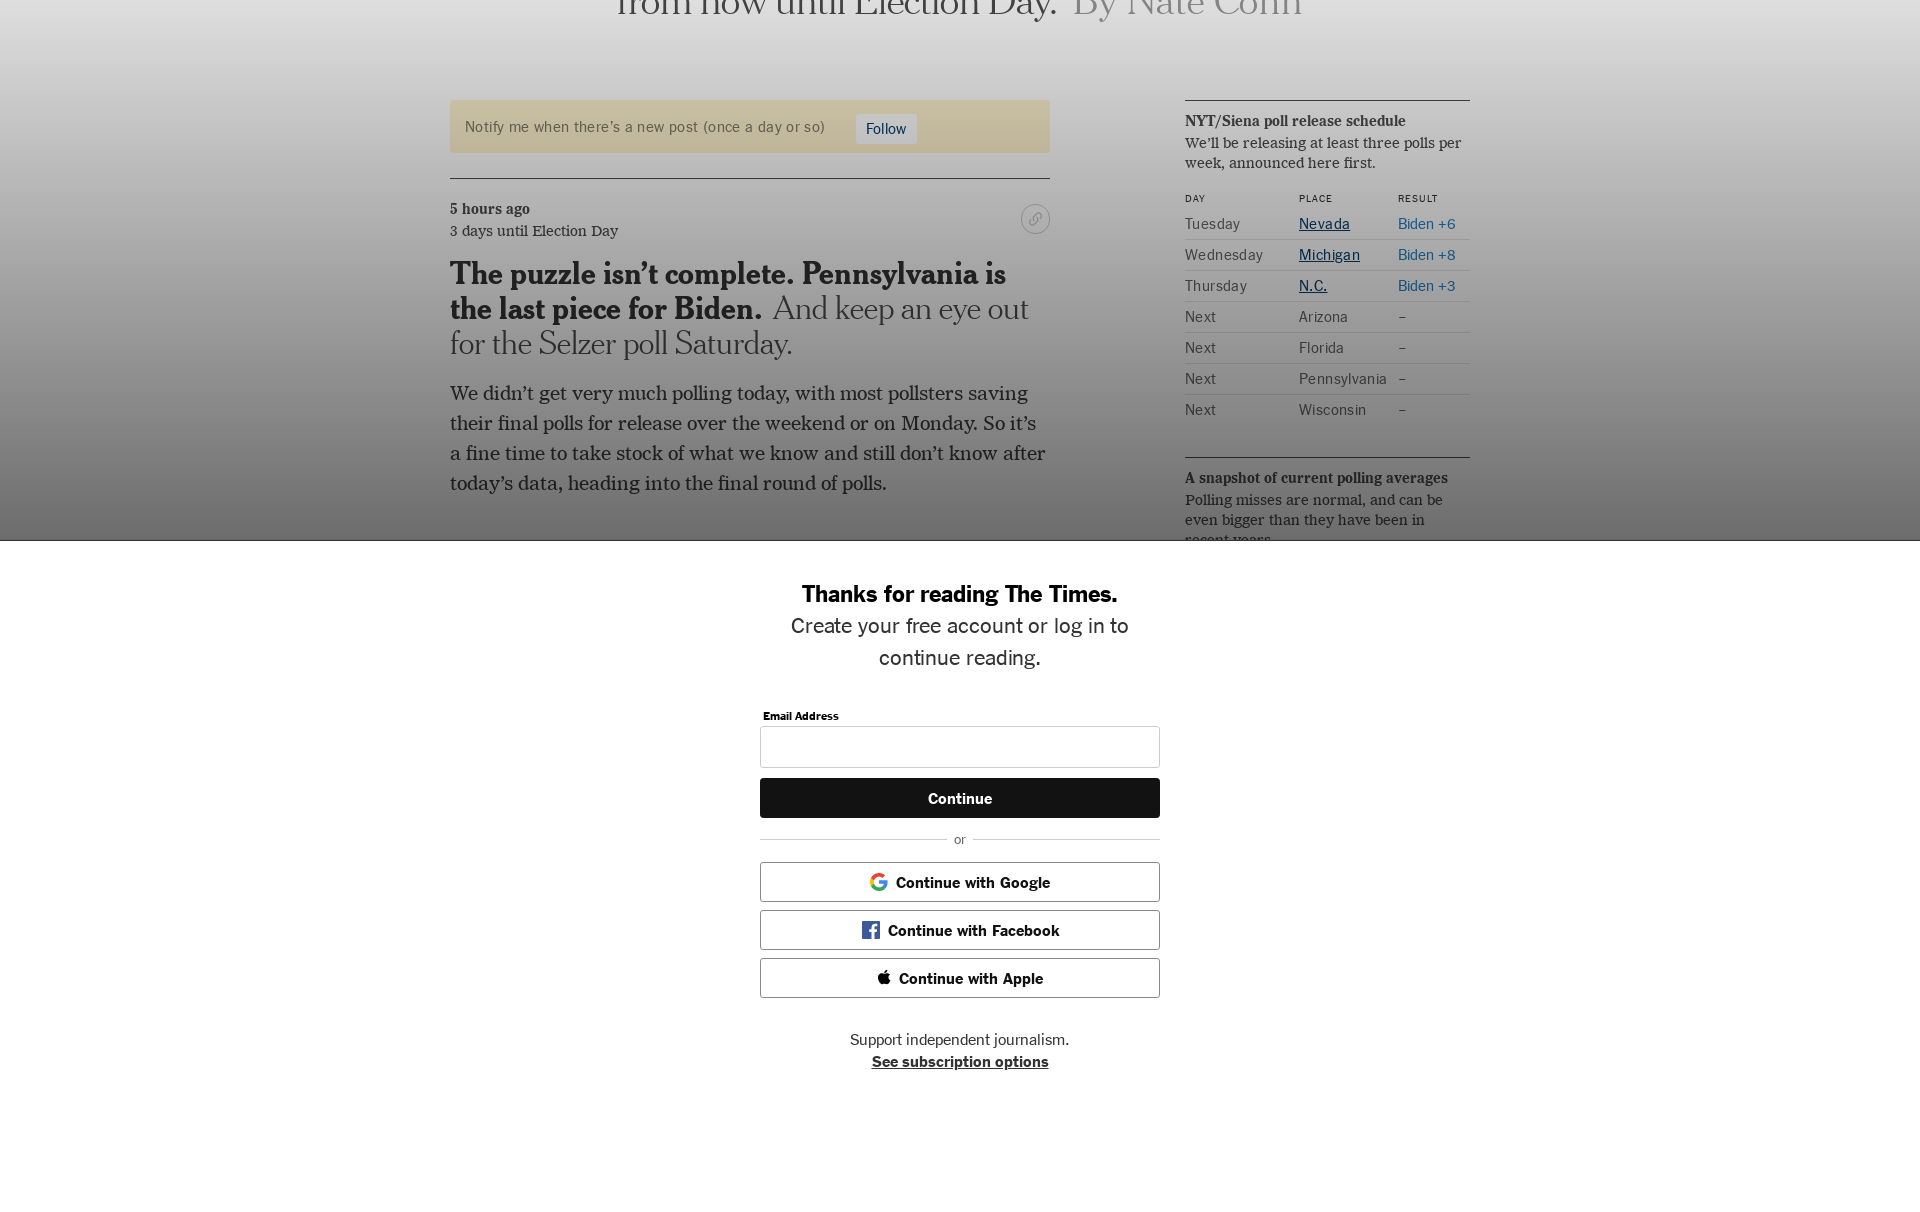 from now until Election Day. By Nate Cohn
Notify me when there’s a new post (once a day or so)
Follow
5 hours ago
3 days until Election Day
The puzzle isn’t complete. Pennsylvania is
the last piece for Biden. And keep an eye out
for the Selzer poll Saturday.
We didn’t get very much polling today, with most pollsters saving
their final polls for release over the weekend or on Monday. So it’s
a fine time to take stock of what we know and still don’t know after
today’s data, heading into the final round of polls.
NYT/Siena poll release schedule
We’ll be releasing at least three polls per
week, announced here first.
DAY PLACE RESULT
Tuesday Nevada Biden +6
Wednesday Michigan Biden +8
Thursday N.C. Biden +3
Next Arizona –
Next Florida –
Next Pennsylvania –
Next Wisconsin –
A snapshot of current polling averages
Polling misses are normal, and can be
even bigger than they have been in
recent years.
Thanks for reading The Times.
Create your free account or log in to
continue reading.
Email Address
Continue
or
Continue with Google
Continue with Facebook
Continue with Apple
Support independent journalism.
See subscription options